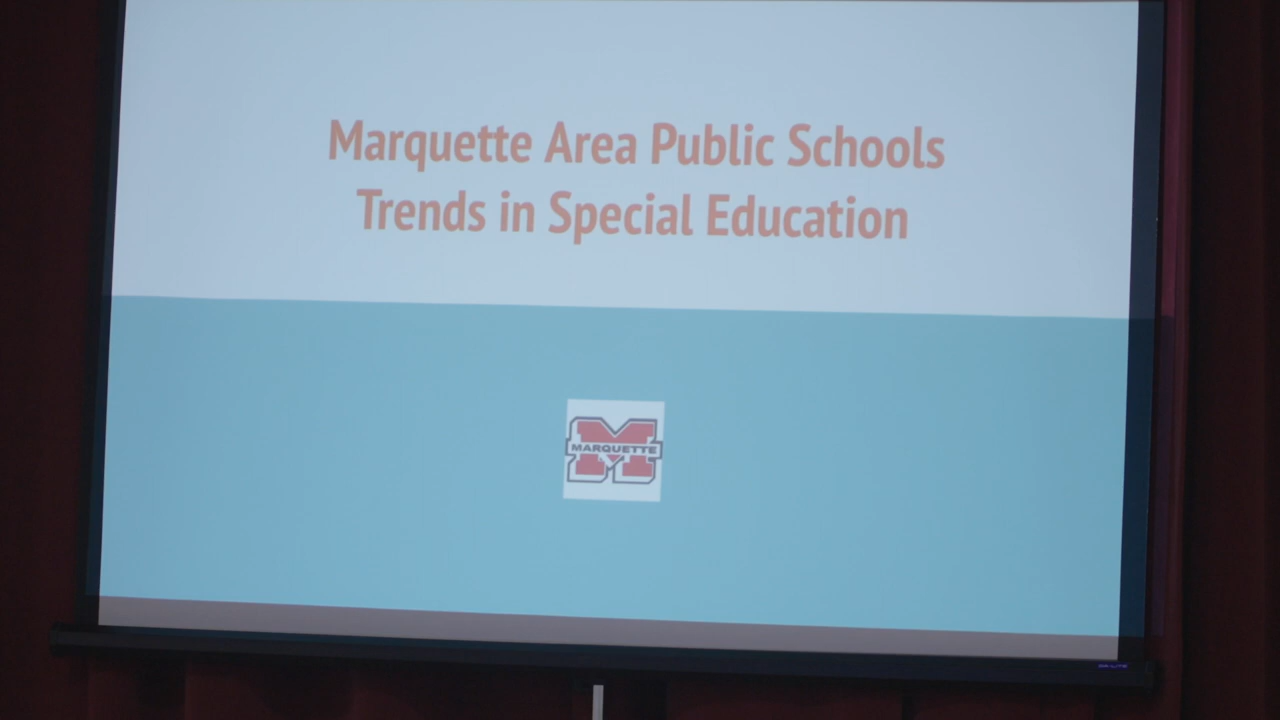 Marquette Area Public Schools
Trends in Special Education
MARQUETTE